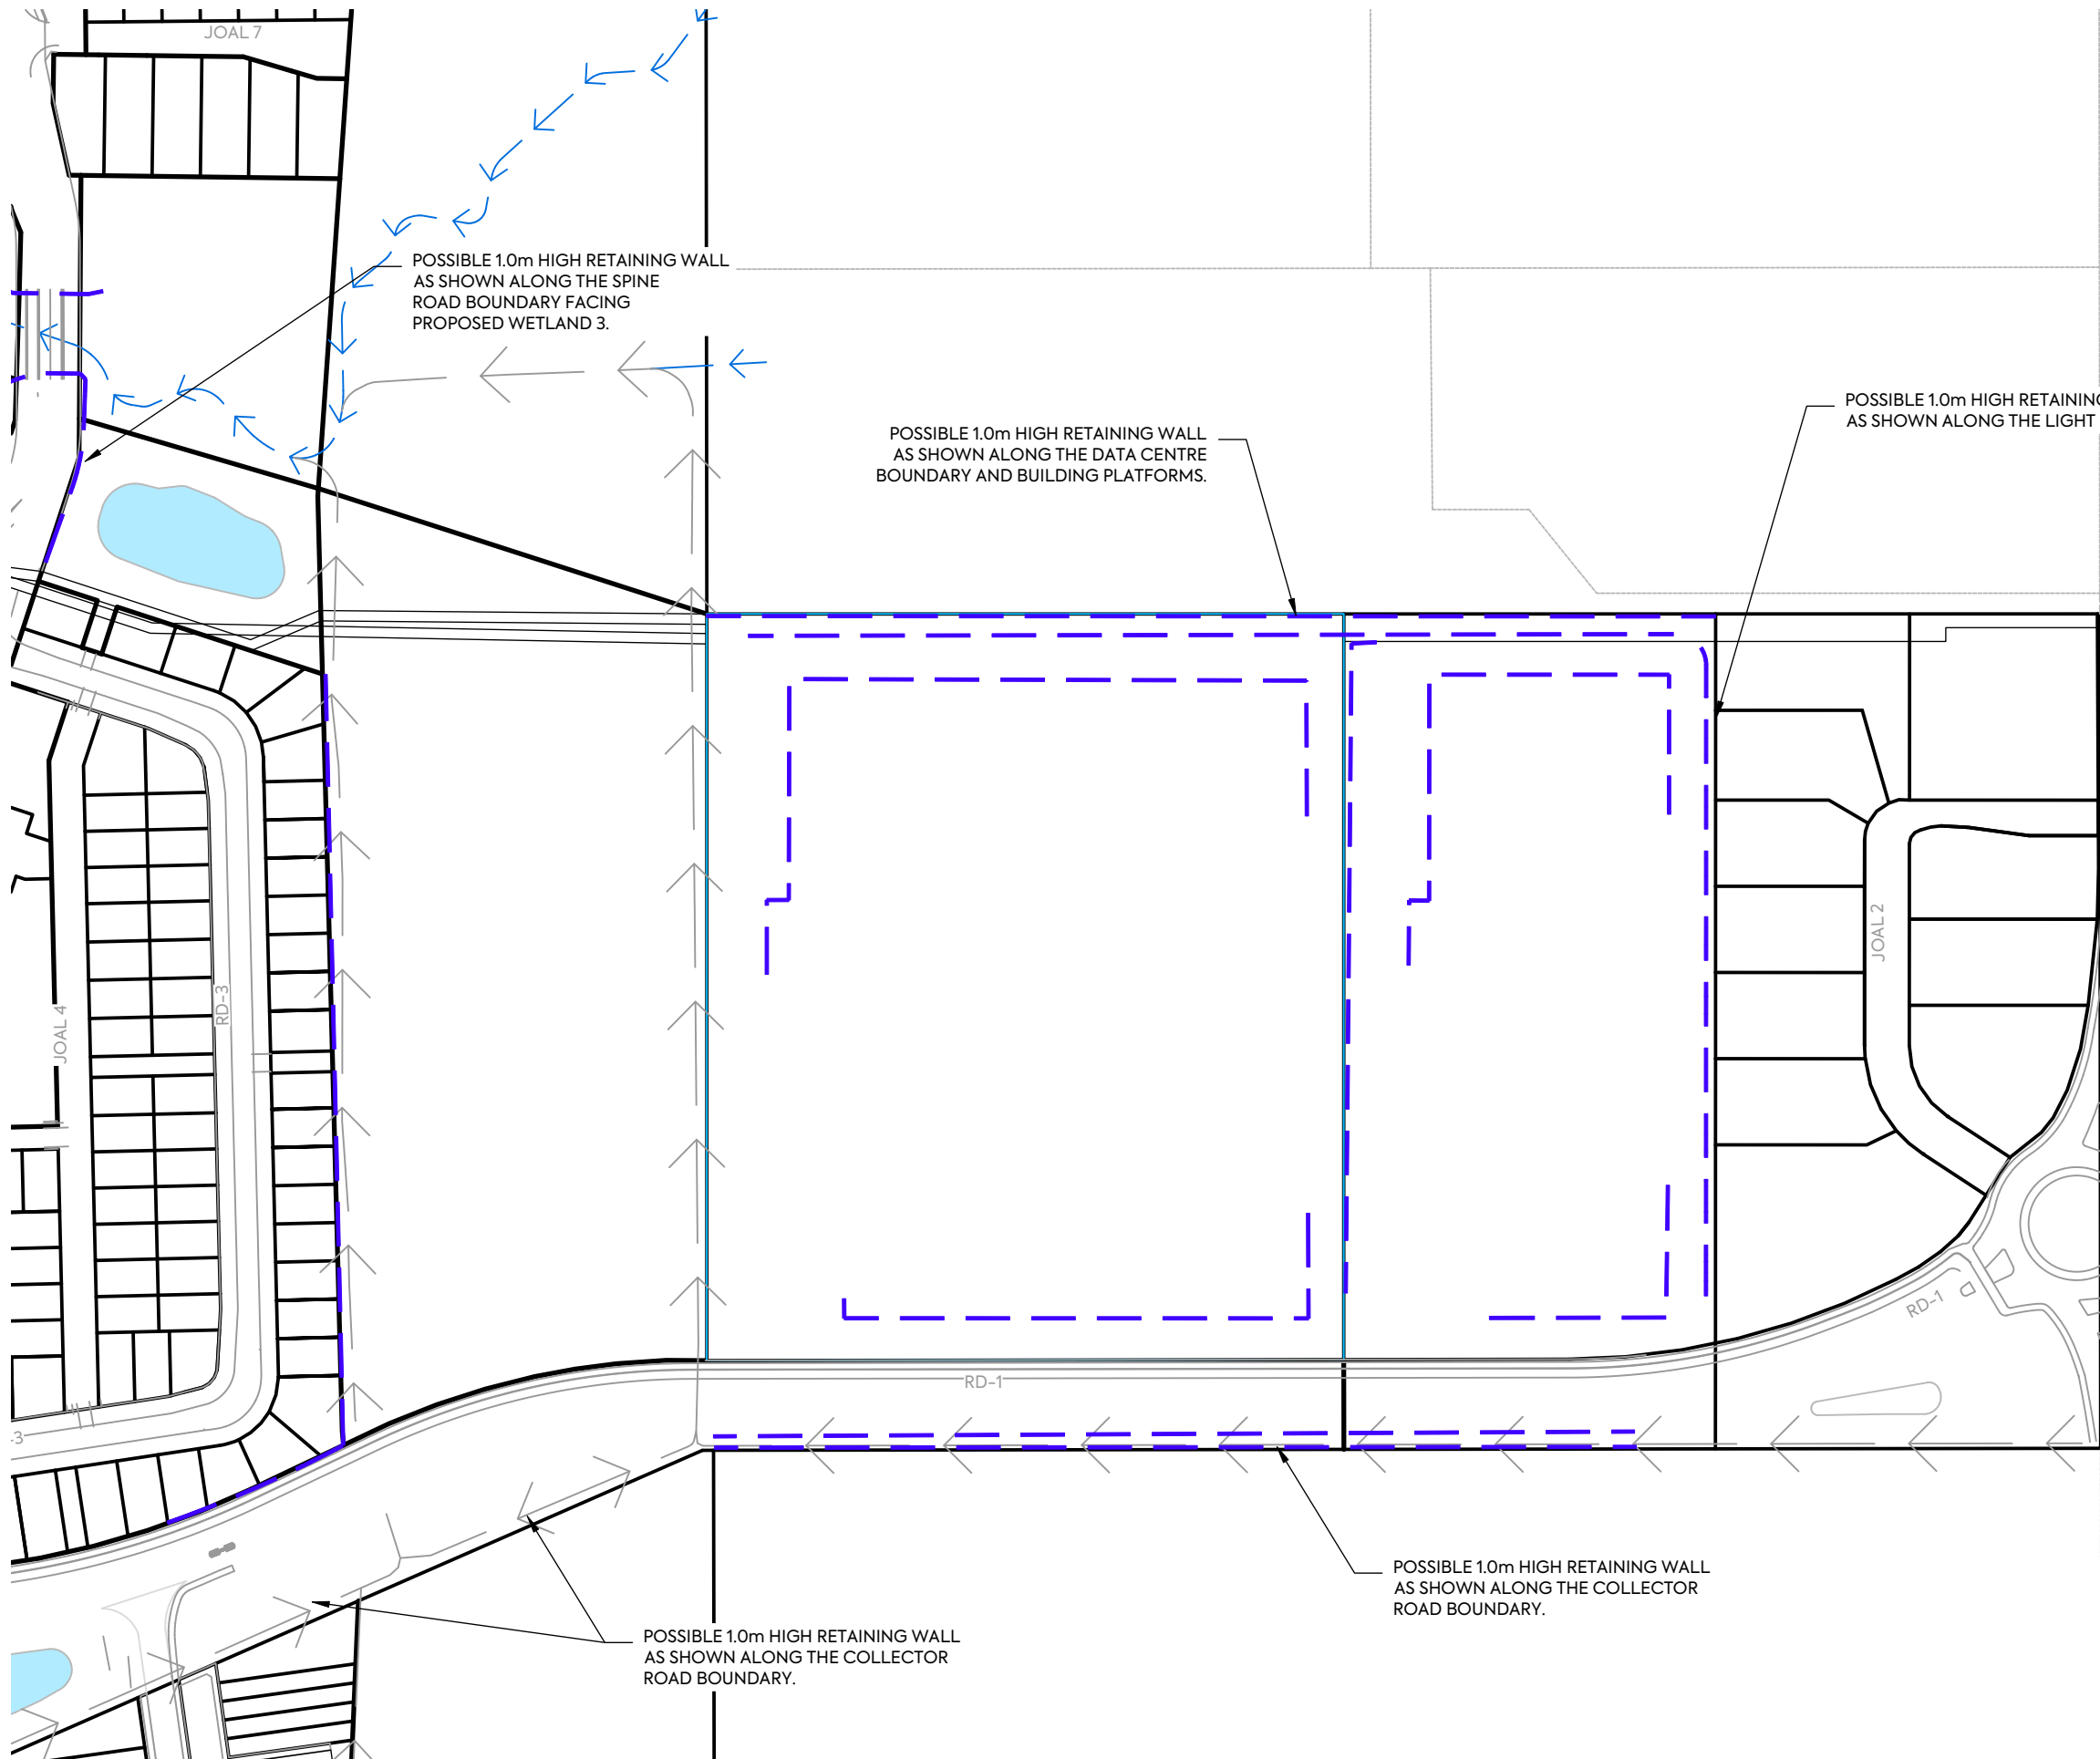 JOAL 7
POSSIBLE 1.0m HIGH RETAINING WALL
AS SHOWN ALONG THE SPINE
ROAD BOUNDARY FACING
PROPOSED WETLAND 3.
POSSIBLE 1.0m HIGH RETAINING
AS SHOWN ALONG THE LIGHT
POSSIBLE 1.0m HIGH RETAINING WALL
AS SHOWN ALONG THE DATA CENTRE
BOUNDARY AND BUILDING PLATFORMS.
JOAL 2
RD-3
JOAL 4
RD-1
RD-1
-3
POSSIBLE 1.0m HIGH RETAINING WALL
AS SHOWN ALONG THE COLLECTOR
ROAD BOUNDARY.
POSSIBLE 1.0m HIGH RETAINING WALL
AS SHOWN ALONG THE COLLECTOR
ROAD BOUNDARY.